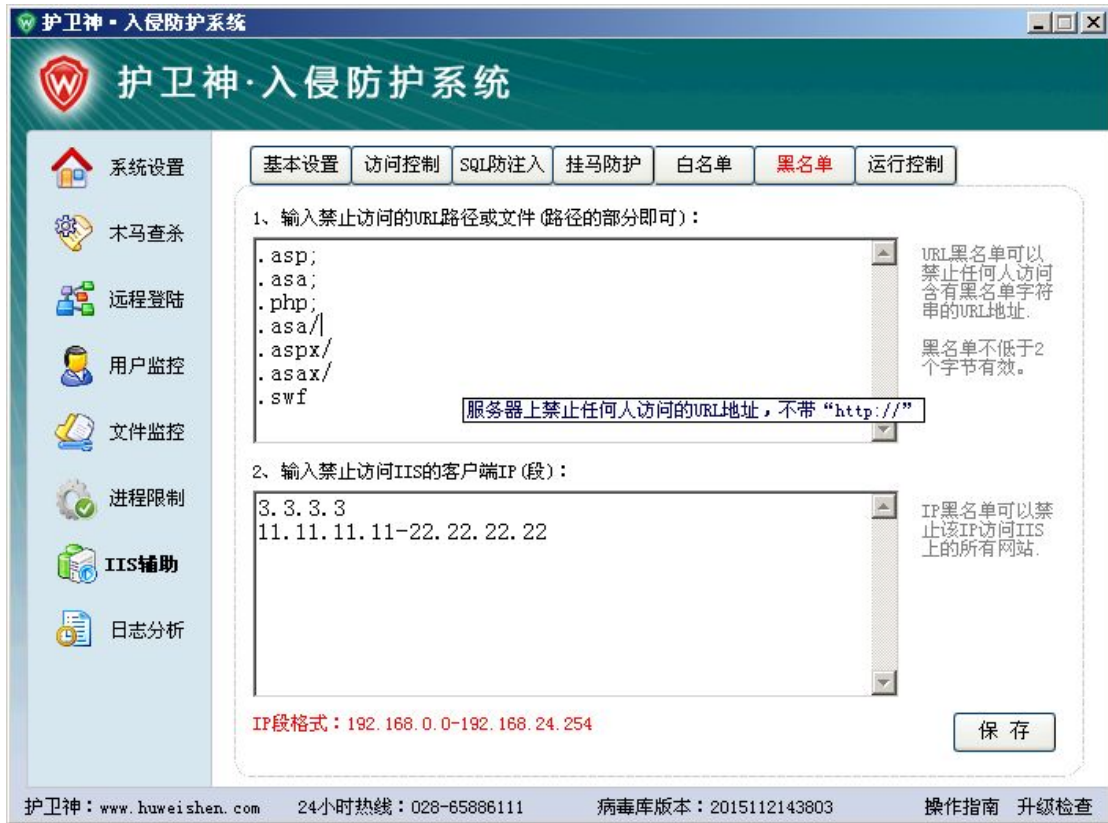 护卫神·入侵防护系统
护卫神·入侵防护系统
系统设置
木马查杀
远程登陆
用户监控
文件监控
进程限制
IIS辅助
日志分析
基本设置 访问控制 SQL防注入 挂马防护 白名单 黑名单 运行控制
1、输入禁止访问的URL路径或文件(路径的部分即可):
.asp;
.asa;
.php;
.asa/
.aspx/
.asax/
.swf
服务器上禁止任何人访问的URL地址,不带“http://”
URL黑名单可以
禁止任何人访问
含有黑名单字符
串的URL地址.
黑名单不低于2
个字节有效。
2、输入禁止访问IIS的客户端IP(段):
3.3.3.3
11.11.11.11-22.22.22.22
IP黑名单可以禁
止该IP访问IIS
上的所有网站.
IP段格式:192.168.0.0-192.168.24.254
保 存
护卫神:www.huweishen.com 24小时热线:028-65886111 病毒库版本:2015112143803 操作指南 升级检查